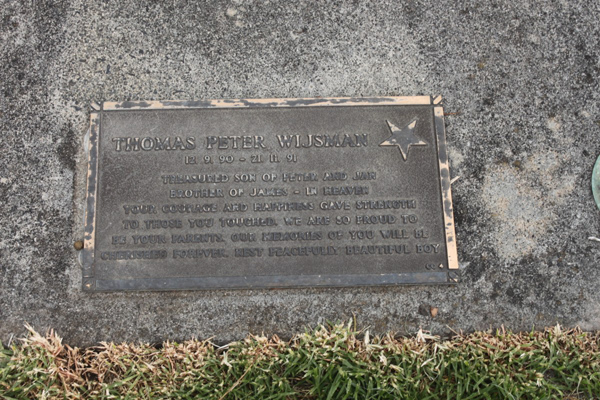 THOMAS PETER WIJSMAN
12 9 90 - 21 11 91
TREASURED SON OF PETER AND JAN
BROTHER OF JAMES - IN HEAVEN
YOUR COURAGE AND HAPPINESS GAVE STRENGTH
TO THOSE YOU TOUCHED. WE ARE SO PROUD TO
BE YOUR PARENTS. OUR MEMORIES OF YOU WILL BE
CHERISHED FOREVER. REST PEACEFULLY BEAUTIFUL BOY